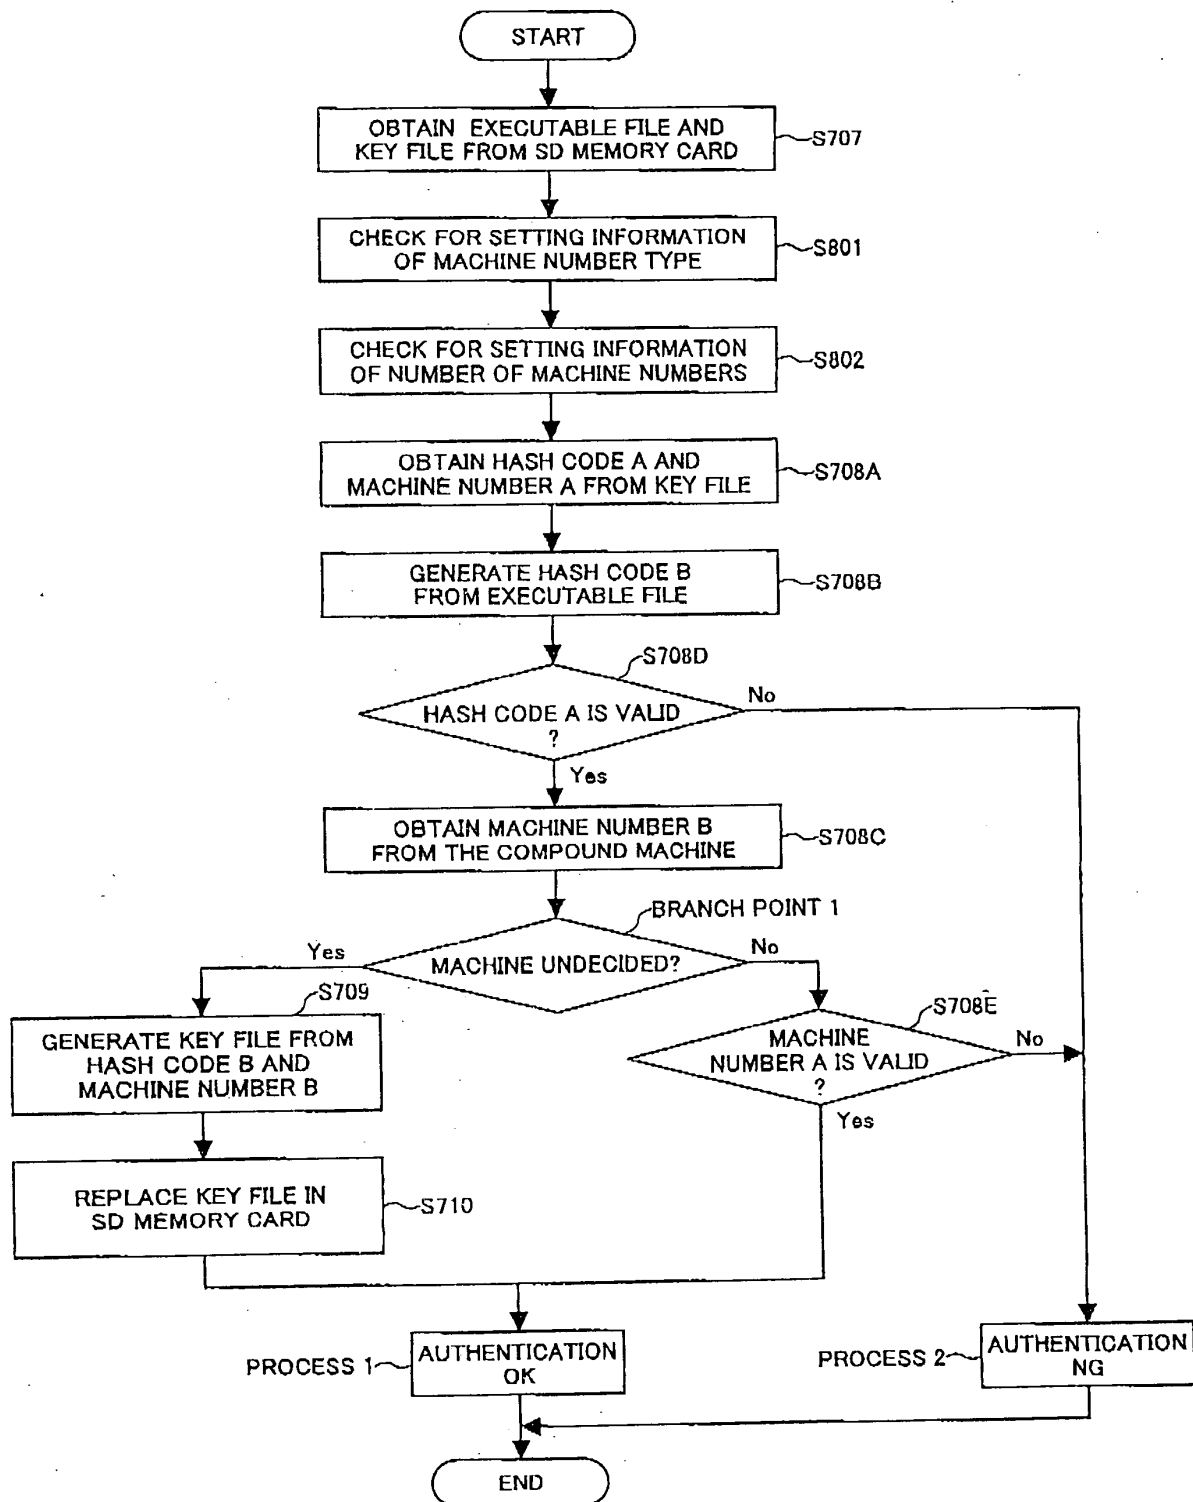 START
OBTAIN EXECUTABLE FILE AND
KEY FILE FROM SD MEMORY CARD
S707
CHECK FOR SETTING INFORMATION
OF MACHINE NUMBER TYPE
S801
CHECK FOR SETTING INFORMATION
OF NUMBER OF MACHINE NUMBERS
S802
OBTAIN HASH CODE A AND
MACHINE NUMBER A FROM KEY FILE
S708A
GENERATE HASH CODE B
FROM EXECUTABLE FILE
S708B
S708D
HASH CODE A IS VALID
?
No
Yes
OBTAIN MACHINE NUMBER B
FROM THE COMPOUND MACHINE
S708C
BRANCH POINT 1
MACHINE UNDECIDED?
Yes
No
S709
GENERATE KEY FILE FROM
HASH CODE B AND
MACHINE NUMBER B
S708E
MACHINE
NUMBER A IS VALID
?
No
Yes
REPLACE KEY FILE IN
SD MEMORY CARD
S710
PROCESS 1
AUTHENTICATION
OK
PROCESS 2
AUTHENTICATION
NG
END